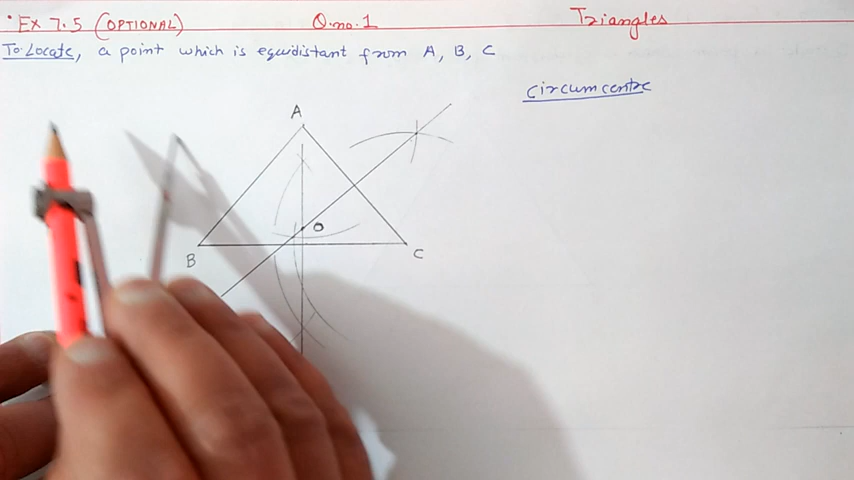 • Ex 7.5 (OPTIONAL) Q.no.1 Triangles
To Locate, a point which is equidistant from A, B, C
circumcentre
A
O
B
C